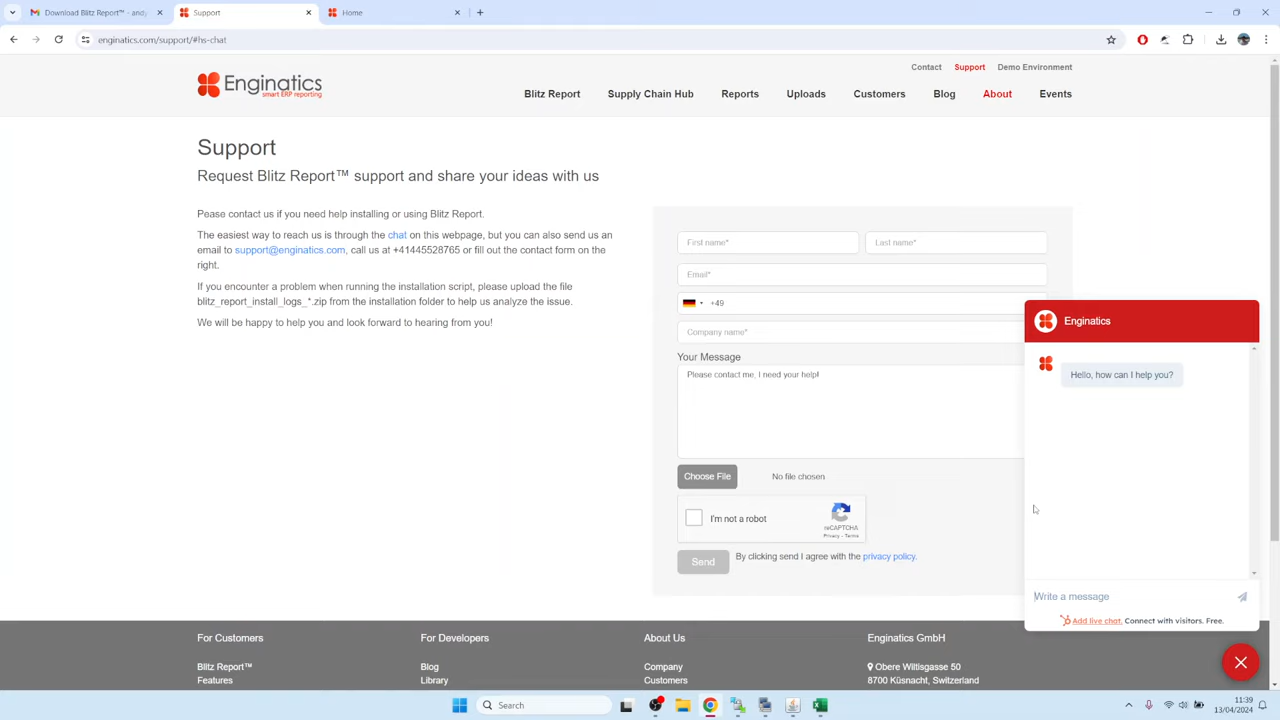 Download Blitz Report™ - andy
Support
Home
enginatics.com/support/#hs-chat
Contact
Support
Demo Environment
Enginatics
smart ERP reporting
Blitz Report
Supply Chain Hub
Reports
Uploads
Customers
Blog
About
Events
Support
Request Blitz Report™ support and share your ideas with us
Pease contact us if you need help installing or using Blitz Report.
The easiest way to reach us is through the chat on this webpage, but you can also send us an
email to support@enginatics.com, call us at +41445528765 or fill out the contact form on the
right.
If you encounter a problem when running the installation script, please upload the file
blitz_report_install_logs_*.zip from the installation folder to help us analyze the issue.
We will be happy to help you and look forward to hearing from you!
First name*
Last name*
Email*
+49
Company name*
Your Message
Please contact me, I need your help!
Choose File
No file chosen
I'm not a robot
reCAPTCHA
Privacy - Terms
Send
By clicking send I agree with the privacy policy.
Enginatics
Hello, how can I help you?
Write a message
Add live chat. Connect with visitors. Free.
For Customers
For Developers
About Us
Enginatics GmbH
Blitz Report™
Blog
Company
Obere Wiltisgasse 50
Features
Library
Customers
8700 Küsnacht, Switzerland
Search
11:39
13/04/2024